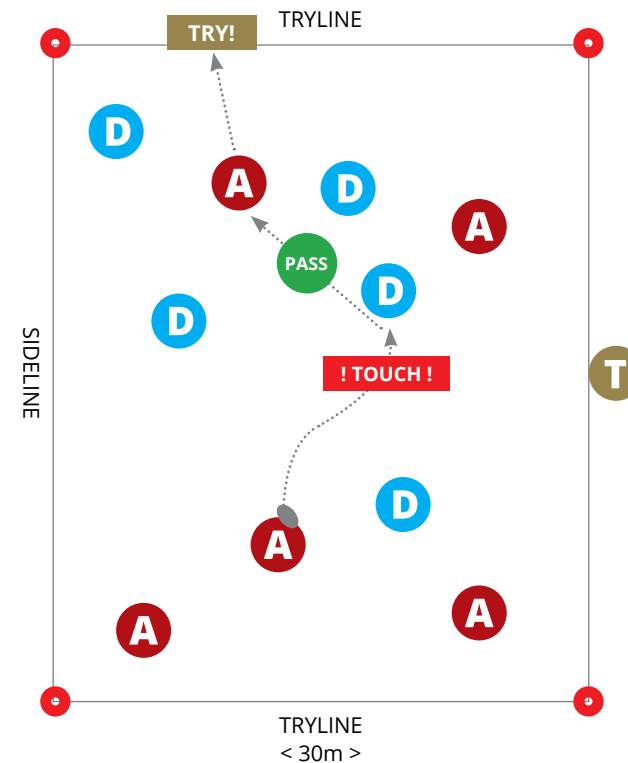 TRYLINE
TRY!
D
A
D
A
PASS
D
D
SIDELINE
! TOUCH !
T
D
A
A
A
TRYLINE
< 30m >